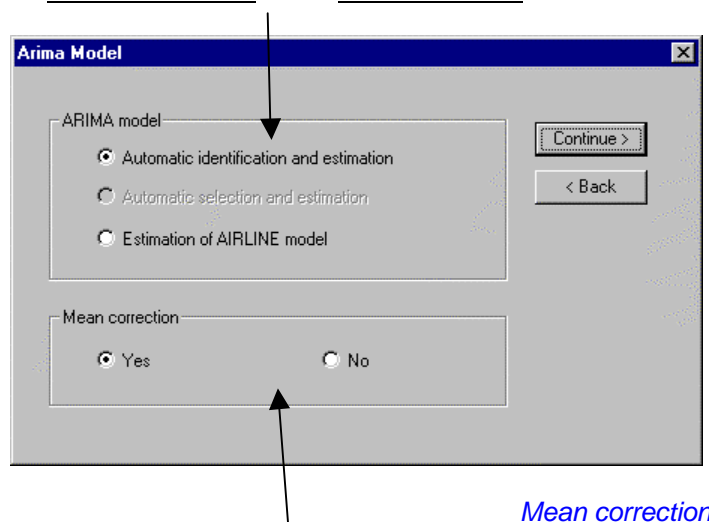 Arima Model
ARIMA model
Automatic identification and estimation
Continue >
Automatic selection and estimation
< Back
Estimation of AIRLINE model
Mean correction
Yes
No
Mean correction